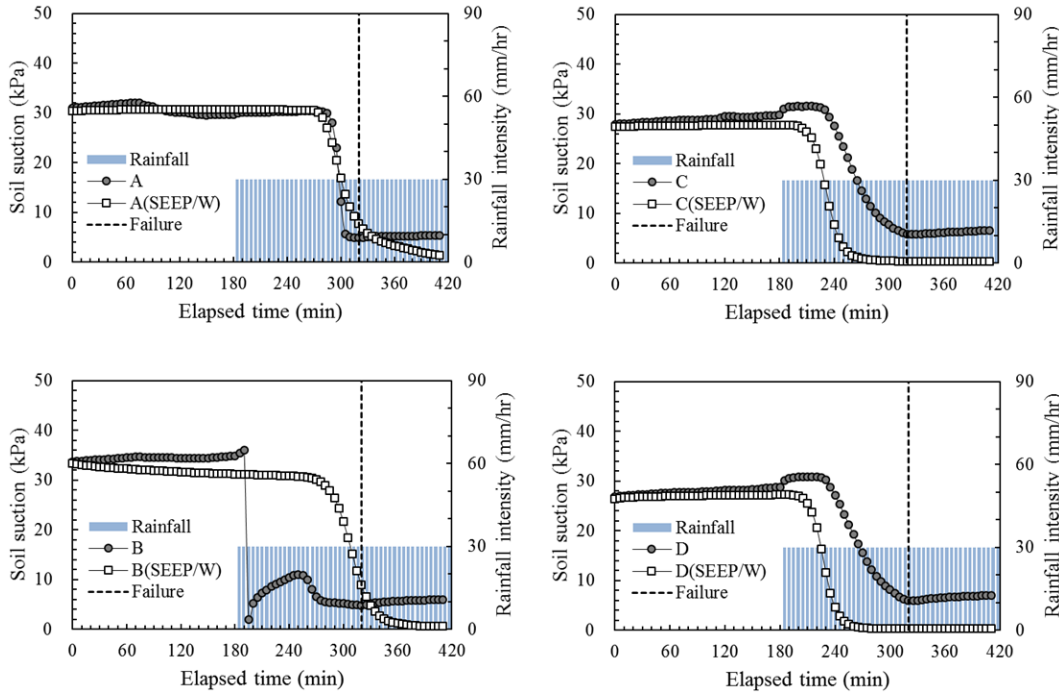 50
40
30
20
10
0
Soil suction (kPa)
90
60
30
0
Rainfall intensity (mm/hr)
Rainfall
A
A(SEEP/W)
Failure
0 60 120 180 240 300 360 420
Elapsed time (min)
50
40
30
20
10
0
Soil suction (kPa)
90
60
30
0
Rainfall intensity (mm/hr)
Rainfall
C
C(SEEP/W)
Failure
0 60 120 180 240 300 360 420
Elapsed time (min)
50
40
30
20
10
0
Soil suction (kPa)
90
60
30
0
Rainfall intensity (mm/hr)
Rainfall
B
B(SEEP/W)
Failure
0 60 120 180 240 300 360 420
Elapsed time (min)
50
40
30
20
10
0
Soil suction (kPa)
90
60
30
0
Rainfall intensity (mm/hr)
Rainfall
D
D(SEEP/W)
Failure
0 60 120 180 240 300 360 420
Elapsed time (min)